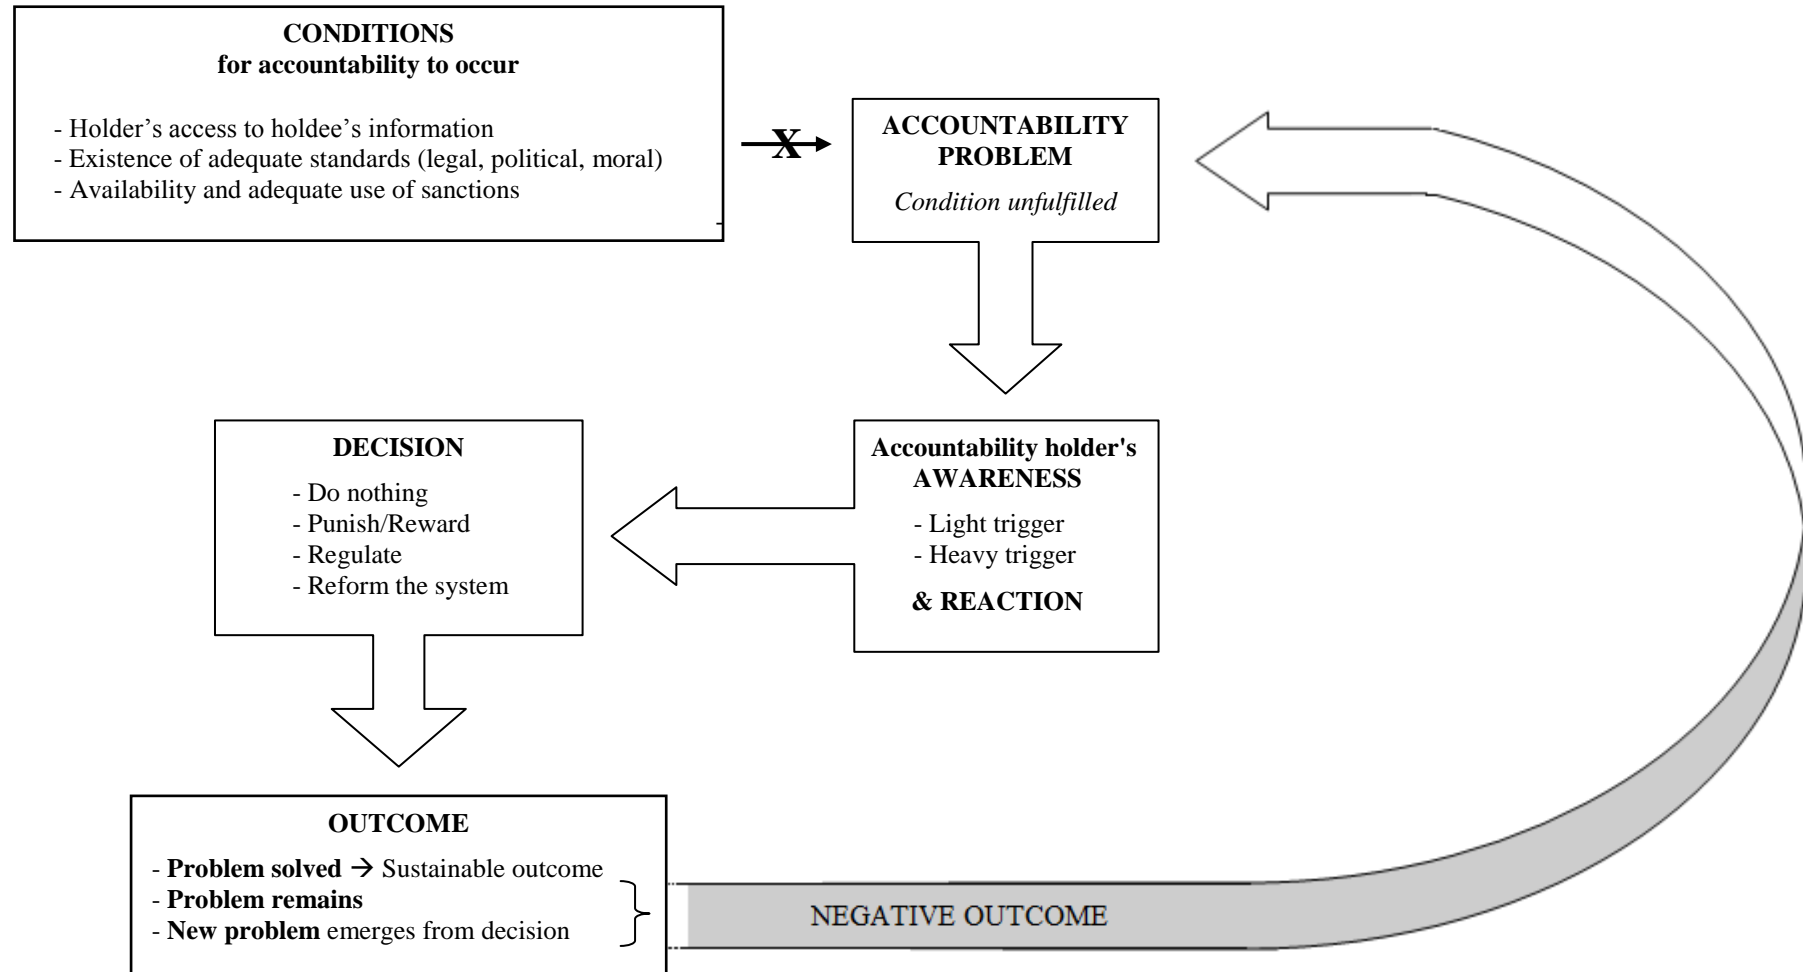 CONDITIONS
for accountability to occur
- Holder’s access to holdee’s information
- Existence of adequate standards (legal, political, moral)
- Availability and adequate use of sanctions
-
X
ACCOUNTABILITY
PROBLEM
Condition unfulfilled
Accountability holder's
AWARENESS
- Light trigger
- Heavy trigger
& REACTION
DECISION
- Do nothing
- Punish/Reward
- Regulate
- Reform the system
OUTCOME
- Problem solved → Sustainable outcome
- Problem remains
- New problem emerges from decision
NEGATIVE OUTCOME